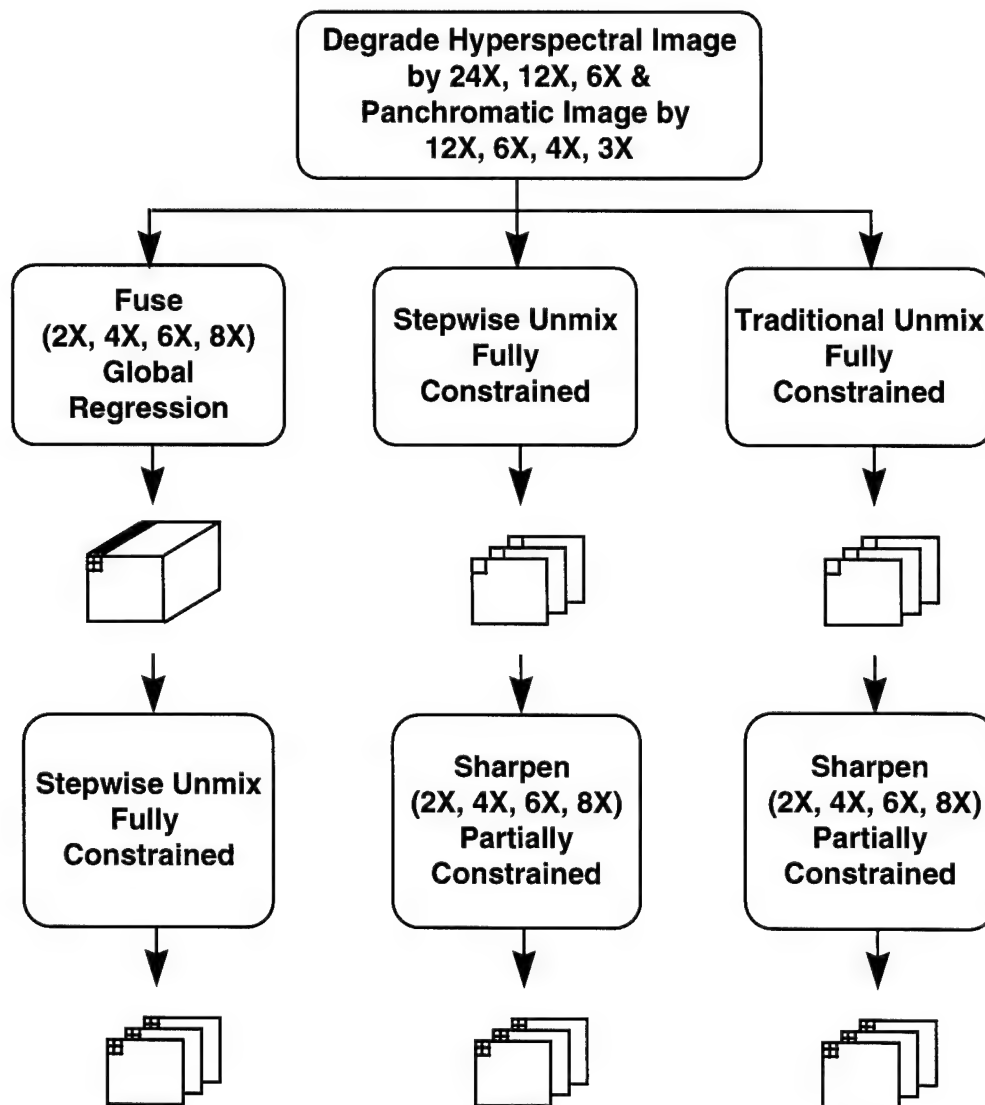 Degrade Hyperspectral Image
by 24X, 12X, 6X &
Panchromatic Image by
12X, 6X, 4X, 3X
Fuse
(2X, 4X, 6X, 8X)
Global
Regression
Stepwise Unmix
Fully
Constrained
Traditional Unmix
Fully
Constrained
Stepwise Unmix
Fully
Constrained
Sharpen
(2X, 4X, 6X, 8X)
Partially
Constrained
Sharpen
(2X, 4X, 6X, 8X)
Partially
Constrained